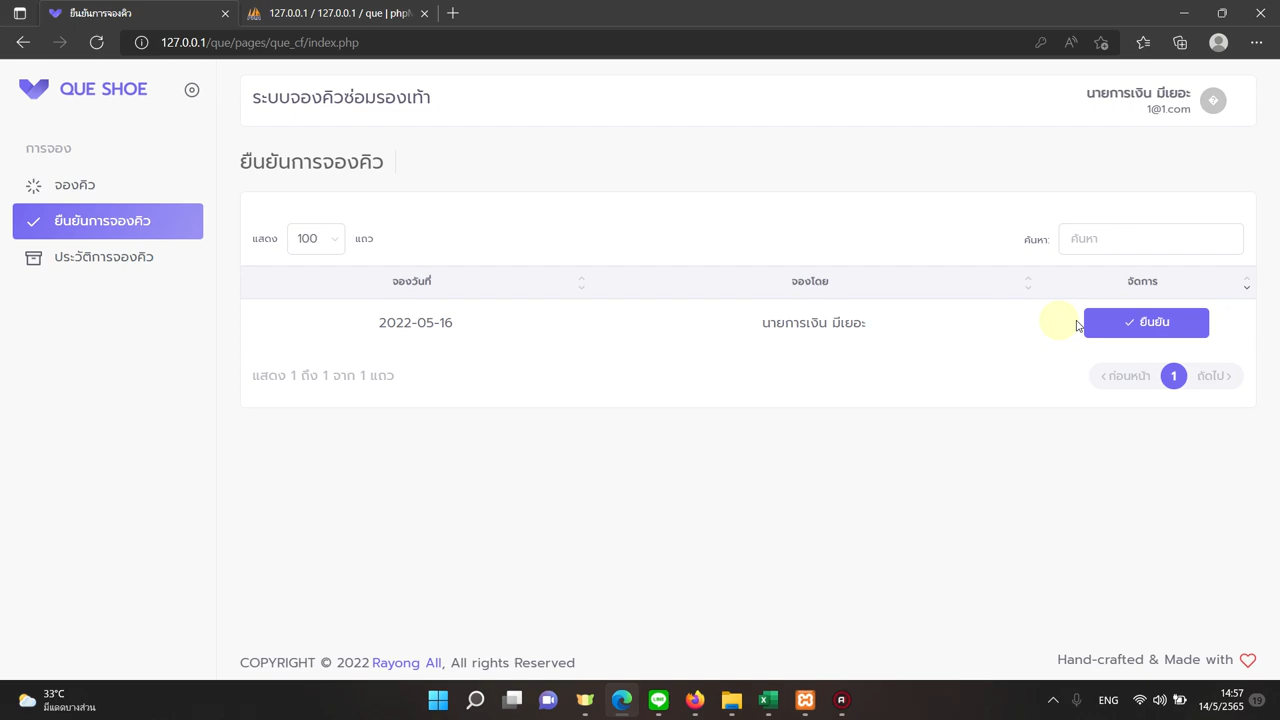 ยืนยันการจองคิว
127.0.0.1 / 127.0.0.1 / que | phpM
127.0.0.1/que/pages/que_cf/index.php
QUE SHOE
ระบบจองคิวซ่อมรองเท้า
นายการเงิน มีเยอะ
1@1.com
การจอง
จองคิว
ยืนยันการจองคิว
ประวัติการจองคิว
ยืนยันการจองคิว
แสดง 100 แถว
ค้นหา: ค้นหา
จองวันที่ จองโดย จัดการ
2022-05-16 นายการเงิน มีเยอะ ยืนยัน
แสดง 1 ถึง 1 จาก 1 แถว
ก่อนหน้า 1 ถัดไป
COPYRIGHT © 2022 Rayong All, All rights Reserved
Hand-crafted & Made with
33°C
มีแดดบางส่วน
ENG
14:57
14/5/2565
19